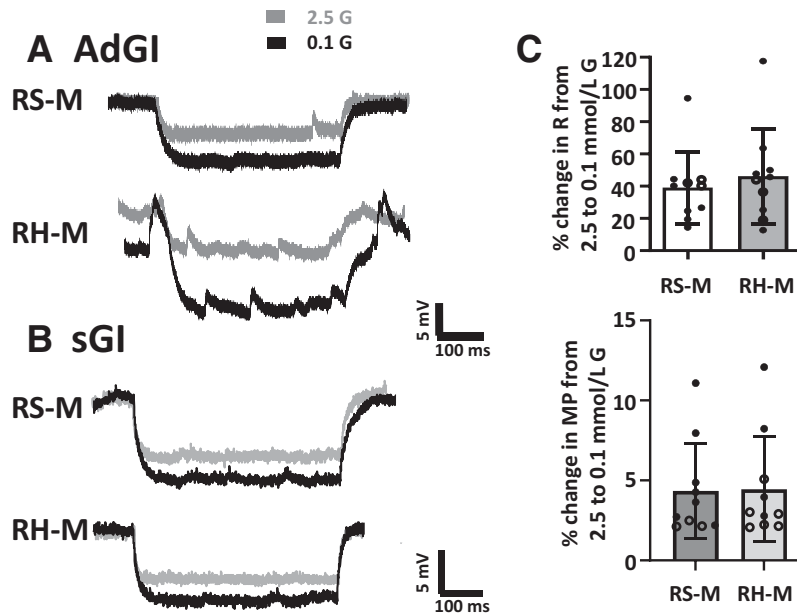 2.5 G
0.1 G
A AdGI
RS-M
RH-M
5 mV
100 ms
B sGI
RS-M
RH-M
5 mV
100 ms
C
% change in R from
2.5 to 0.1 mmol/L G
120
100
80
60
40
20
0
RS-M
RH-M
% change in MP from
2.5 to 0.1 mmol/L G
15
10
5
0
RS-M
RH-M